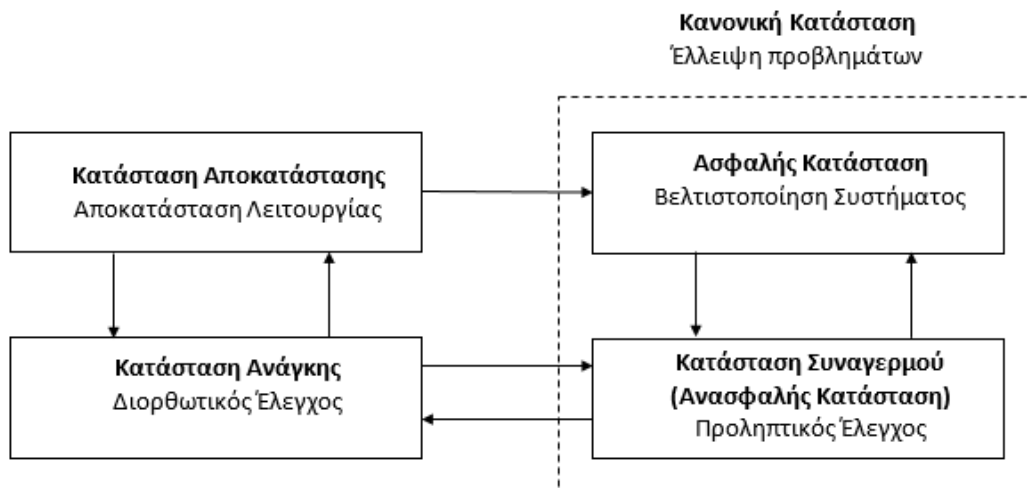 Κανονική Κατάσταση
Έλλειψη προβλημάτων
Κατάσταση Αποκατάστασης
Αποκατάσταση Λειτουργίας
Ασφαλής Κατάσταση
Βελτιστοποίηση Συστήματος
Κατάσταση Ανάγκης
Διορθωτικός Έλεγχος
Κατάσταση Συναγερμού
(Ανασφαλής Κατάσταση)
Προληπτικός Έλεγχος